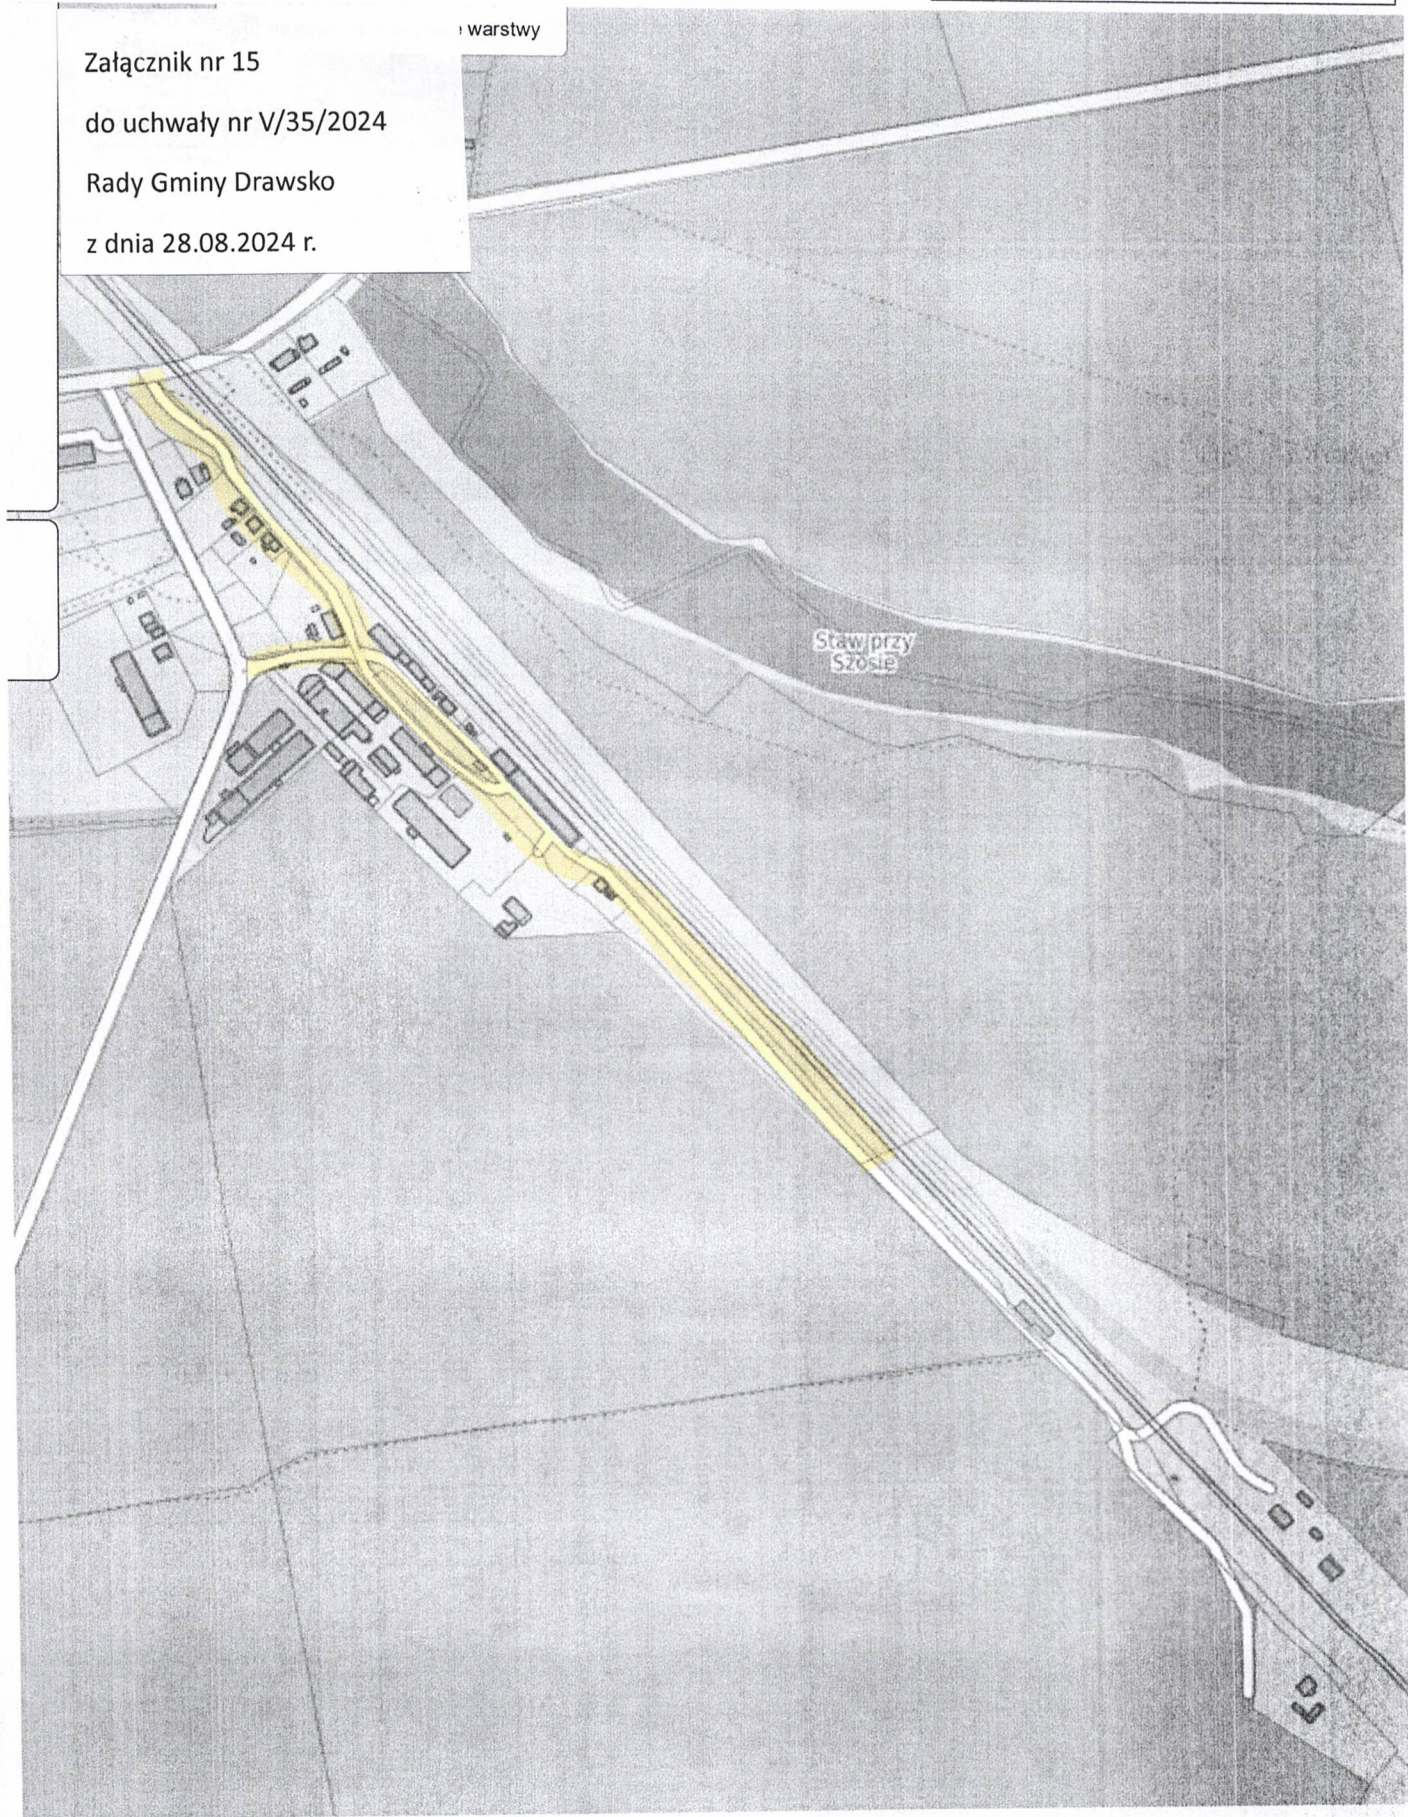 warstwy
Załącznik nr 15
do uchwały nr V/35/2024
Rady Gminy Drawsko
z dnia 28.08.2024 r.
Staw przy
Szosie